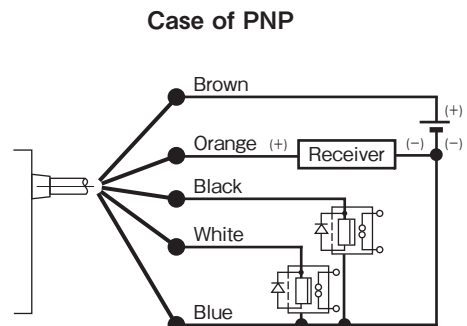 Case of PNP
Brown
(+)
Orange (+) Receiver (−) (−)
Black
White
Blue